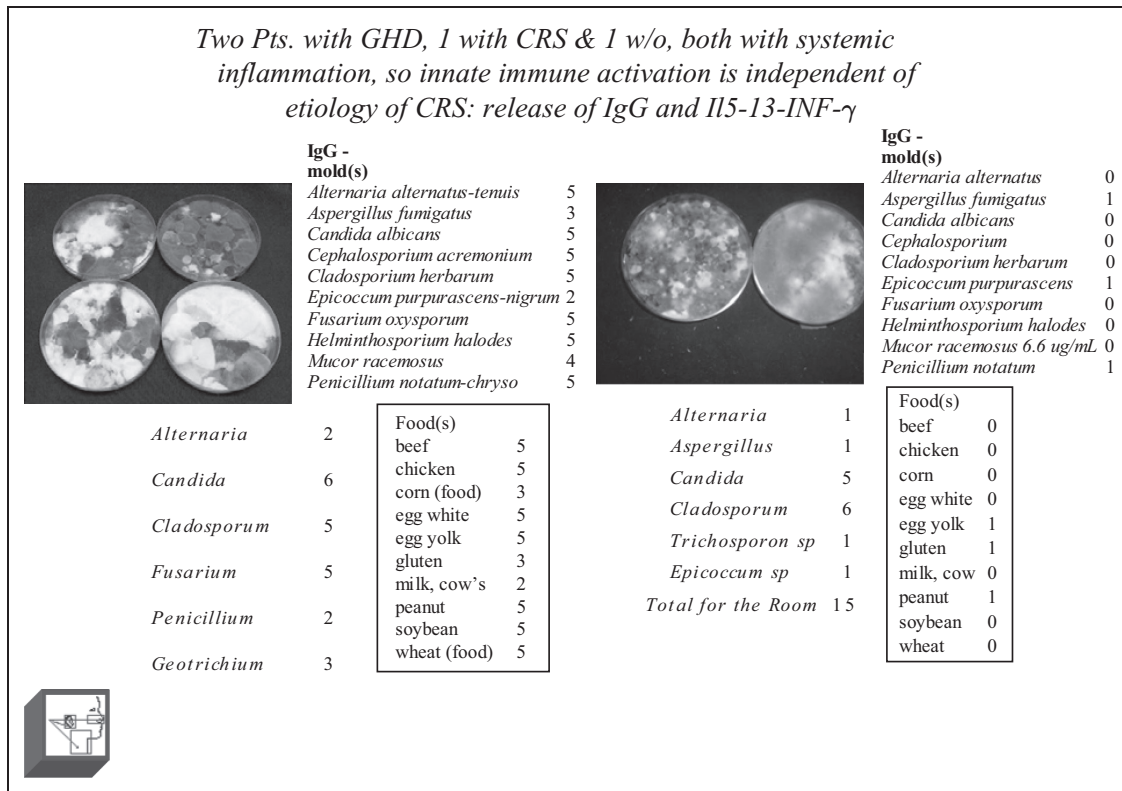 Two Pts. with GHD, 1 with CRS & 1 w/o, both with systemic
inflammation, so innate immune activation is independent of
etiology of CRS: release of IgG and Il5-13-INF-γ
IgG -
mold(s)
Alternaria alternatus-tenuis 5
Aspergillus fumigatus 3
Candida albicans 5
Cephalosporium acremonium 5
Cladosporium herbarum 5
Epicoccum purpurascens-nigrum 2
Fusarium oxysporum 5
Helminthosporium halodes 5
Mucor racemosus 4
Penicillium notatum-chryso 5
Alternaria 2
Candida 6
Cladosporum 5
Fusarium 5
Penicillium 2
Geotrichium 3
Food(s)
beef 5
chicken 5
corn (food) 3
egg white 5
egg yolk 5
gluten 3
milk, cow's 2
peanut 5
soybean 5
wheat (food) 5
IgG -
mold(s)
Alternaria alternatus 0
Aspergillus fumigatus 1
Candida albicans 0
Cephalosporium 0
Cladosporium herbarum 0
Epicoccum purpurascens 1
Fusarium oxysporum 0
Helminthosporium halodes 0
Mucor racemosus 6.6 ug/mL 0
Penicillium notatum 1
Alternaria 1
Aspergillus 1
Candida 5
Cladosporum 6
Trichosporon sp 1
Epicoccum sp 1
Total for the Room 15
Food(s)
beef 0
chicken 0
corn 0
egg white 0
egg yolk 1
gluten 1
milk, cow 0
peanut 1
soybean 0
wheat 0